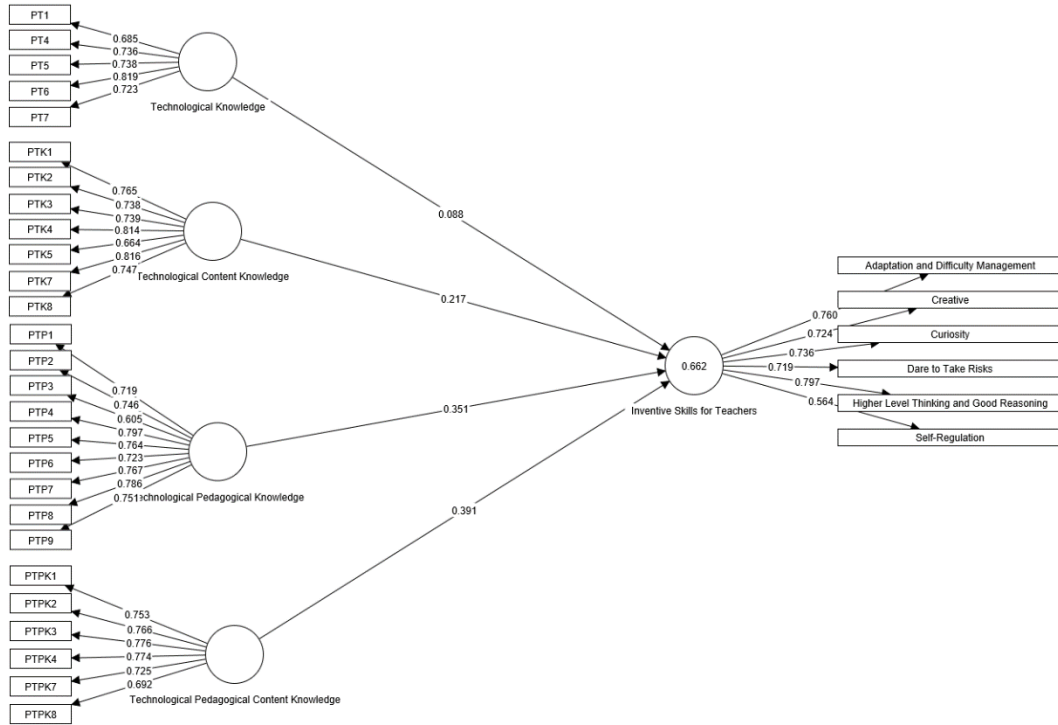 PT1
PT4
PT5
PT6
PT7
0.685
0.736
0.738
0.819
0.723
Technological Knowledge
PTK1
PTK2
PTK3
PTK4
PTK5
PTK7
PTK8
0.765
0.738
0.739
0.814
0.664
0.816
0.747
Technological Content Knowledge
PTP1
PTP2
PTP3
PTP4
PTP5
PTP6
PTP7
PTP8
PTP9
0.719
0.746
0.605
0.797
0.764
0.723
0.767
0.786
0.751
echnological Pedagogical Knowledge
PTPK1
PTPK2
PTPK3
PTPK4
PTPK7
PTPK8
0.753
0.766
0.776
0.774
0.725
0.692
Technological Pedagogical Content Knowledge
0.088
0.217
0.351
0.391
0.662
Inventive Skills for Teachers
0.760
0.724
0.736
0.719
0.797
0.564
Adaptation and Difficulty Management
Creative
Curiosity
Dare to Take Risks
Higher Level Thinking and Good Reasoning
Self-Regulation